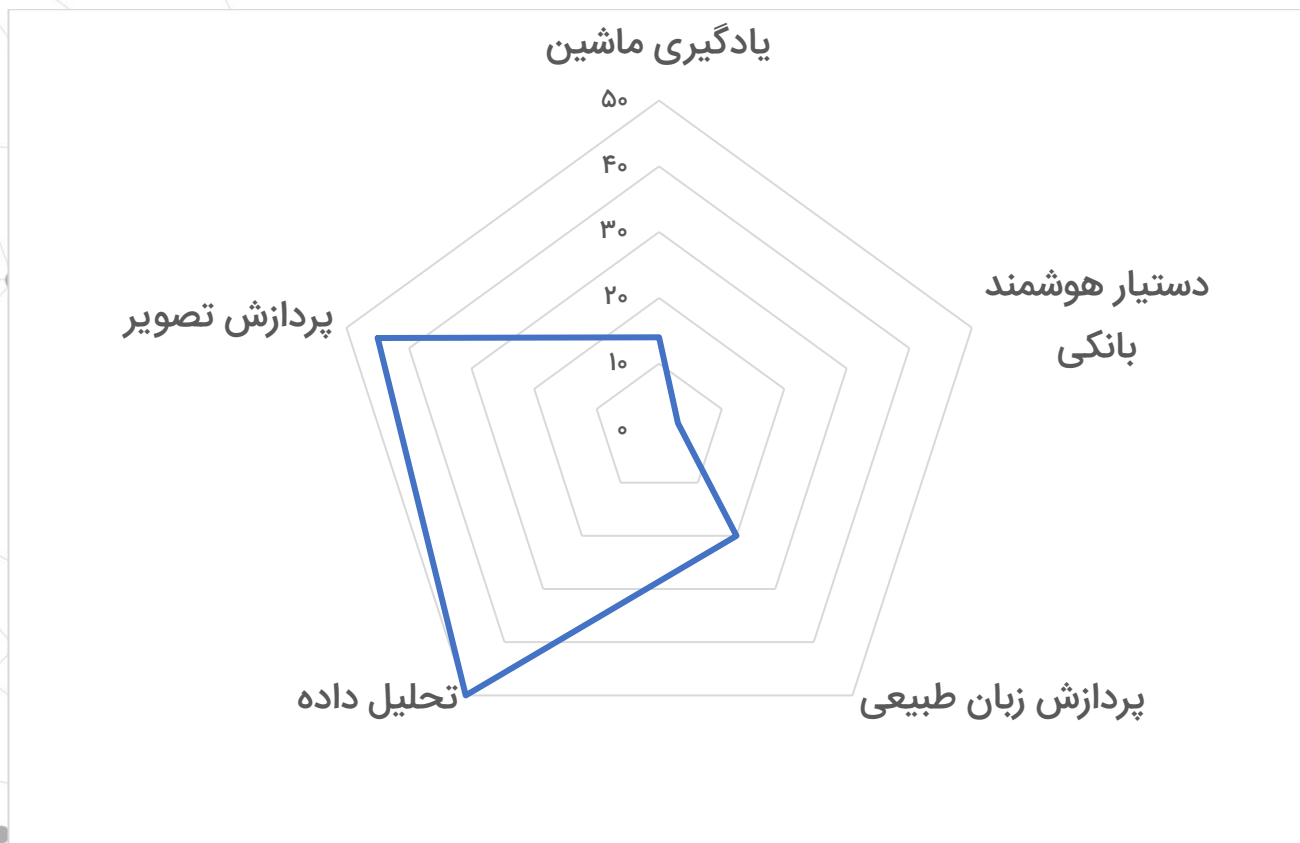 یادگیری ماشین
۵۰
۴۰
۳۰
۲۰
۱۰
۰
دستیار هوشمند
بانکی
پردازش تصویر
پردازش زبان طبیعی
تحلیل داده